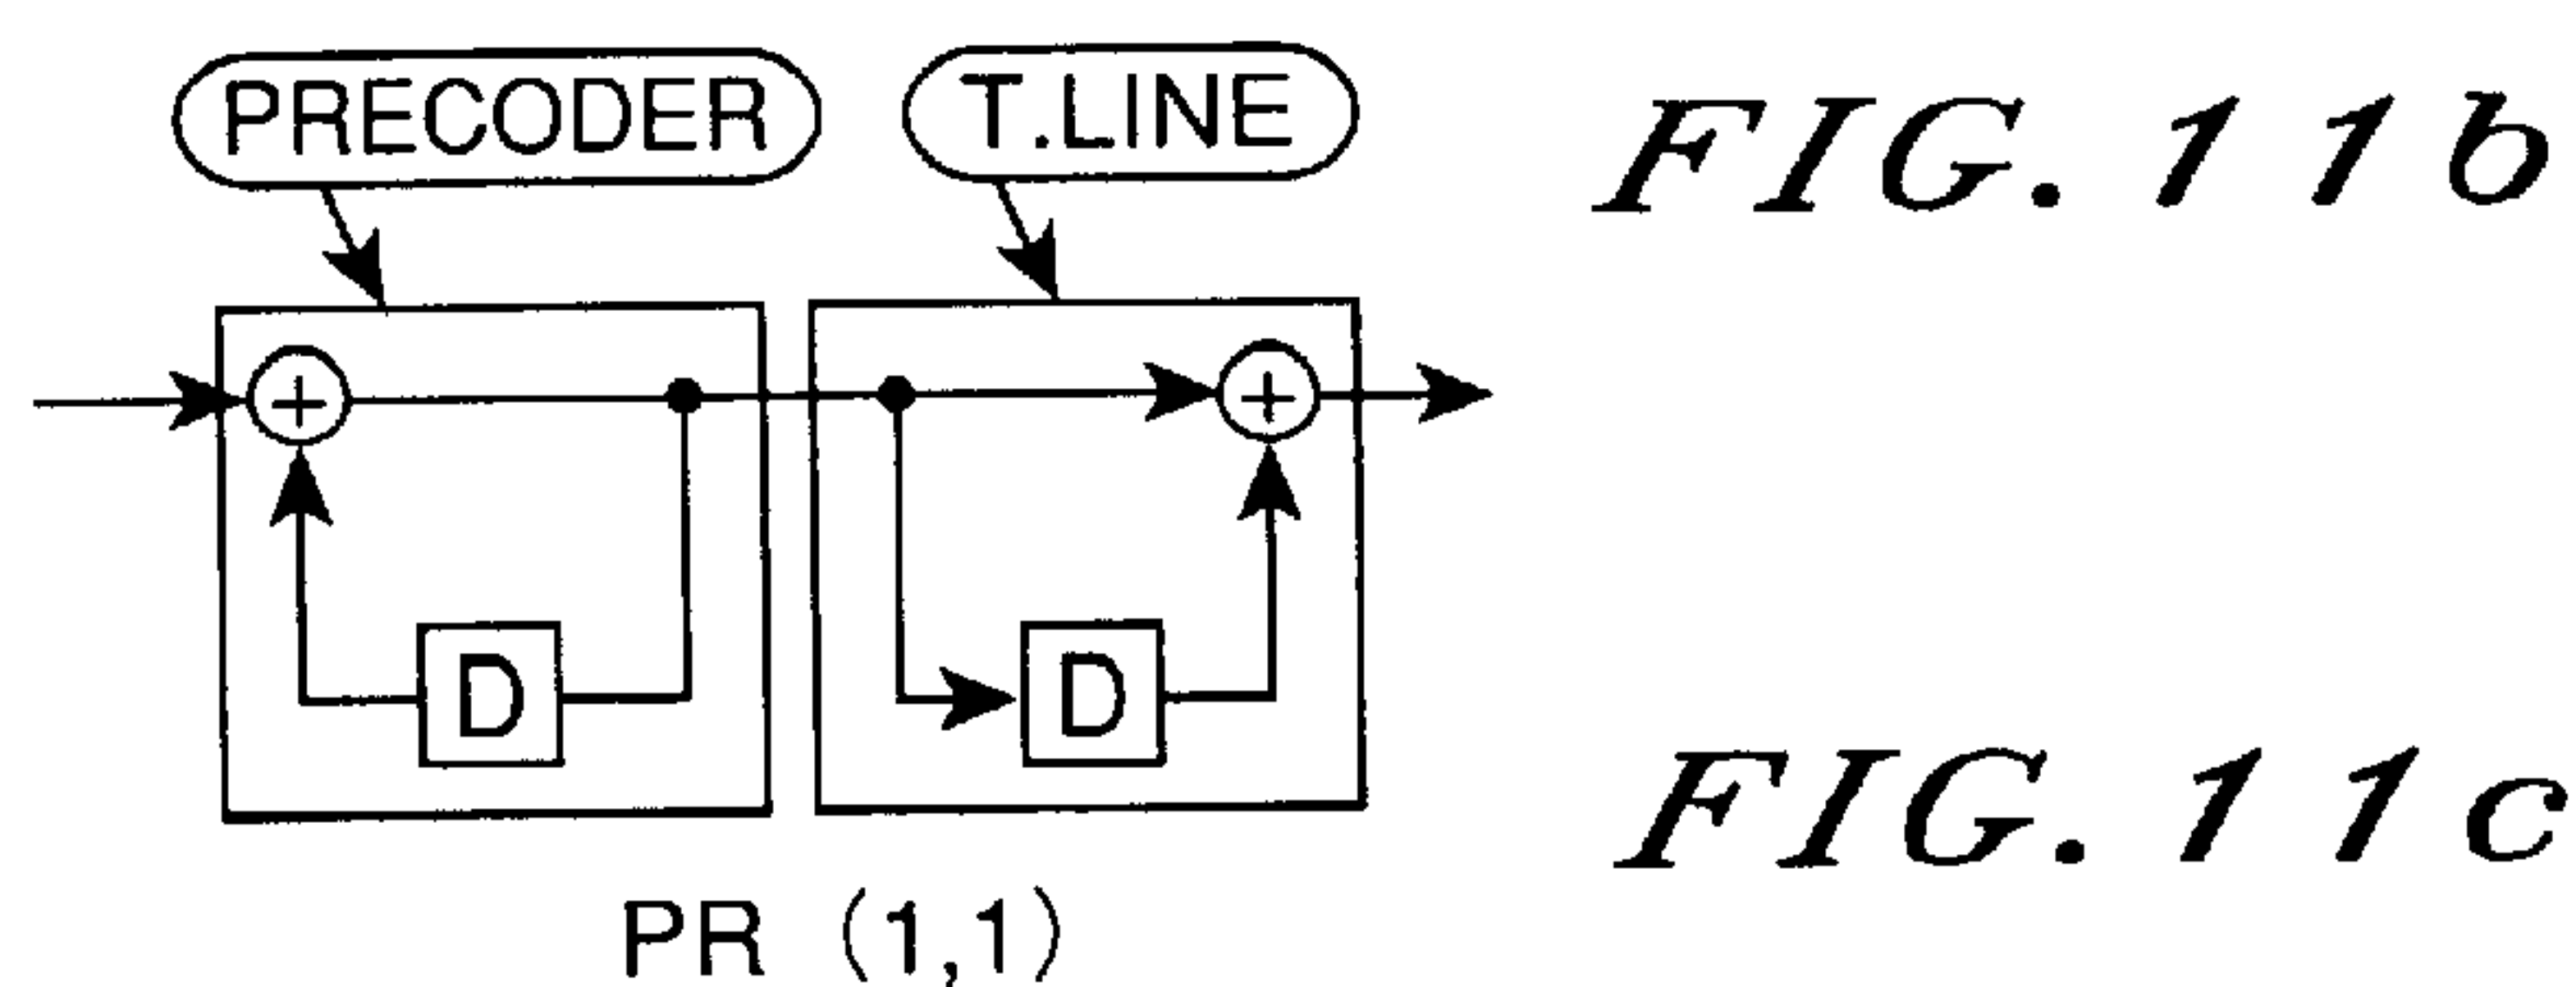 PRECODER
T.LINE
FIG. 11b
+
+
D
D
FIG. 11c
PR (1,1)